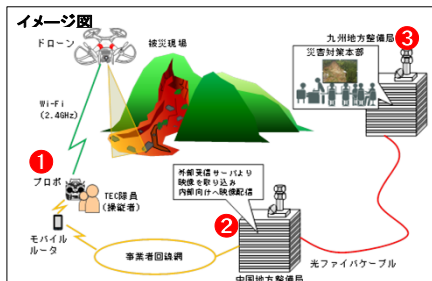 イメージ図
ドローン
被災現場
九州地方整備局
3
災害対策本部
Wi-Fi
(2.4GHz)
1
プロポ
TEC隊員
(操縦者)
外部受信サーバより
映像を取り込み
内部向けへ映像配信
2
モバイル
ルータ
事業者回線網
光ファイバケーブル
中国地方整備局